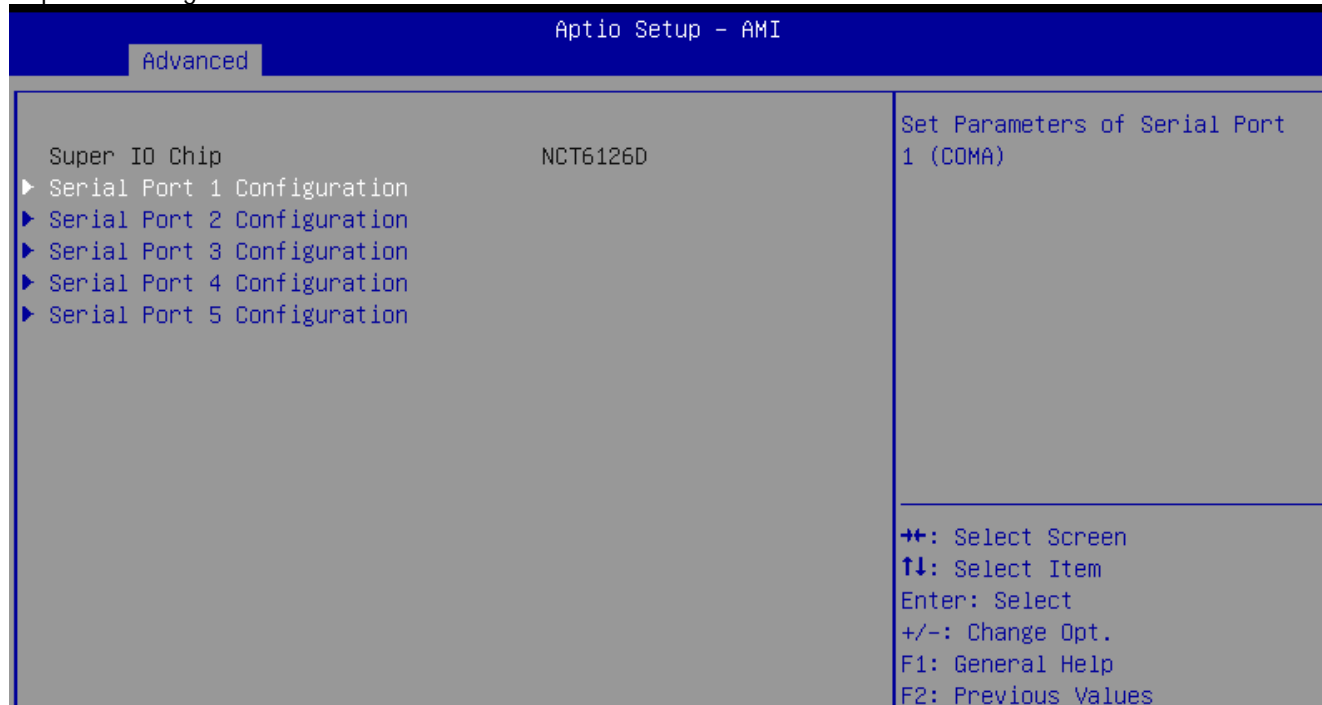 Aptio Setup – AMI
Advanced
Super IO Chip NCT6126D
Serial Port 1 Configuration
Serial Port 2 Configuration
Serial Port 3 Configuration
Serial Port 4 Configuration
Serial Port 5 Configuration
Set Parameters of Serial Port
1 (COMA)
→←: Select Screen
↑↓: Select Item
Enter: Select
+/-: Change Opt.
F1: General Help
F2: Previous Values